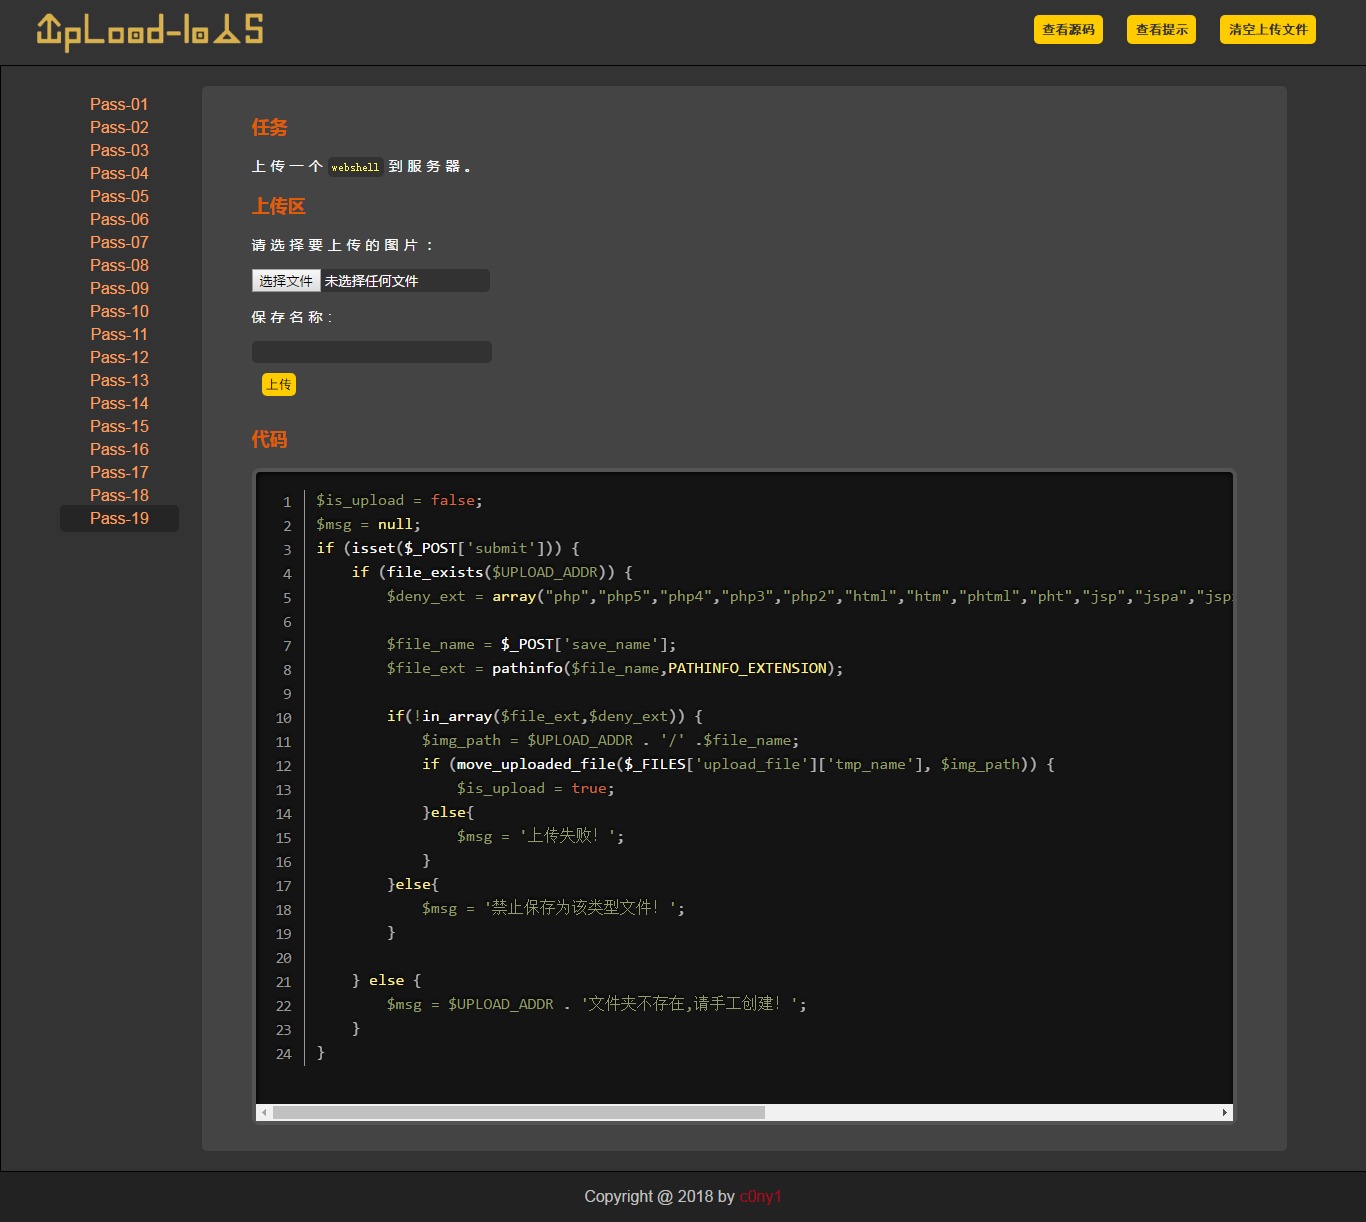 UpLoad-labS
查看源码 查看提示 清空上传文件
Pass-01
Pass-02
Pass-03
Pass-04
Pass-05
Pass-06
Pass-07
Pass-08
Pass-09
Pass-10
Pass-11
Pass-12
Pass-13
Pass-14
Pass-15
Pass-16
Pass-17
Pass-18
Pass-19
任务
上传一个 webshell 到服务器。
上传区
请选择要上传的图片：
选择文件 未选择任何文件
保存名称:
上传
代码
1 $is_upload = false;
2 $msg = null;
3 if (isset($_POST['submit'])) {
4 if (file_exists($UPLOAD_ADDR)) {
5 $deny_ext = array("php","php5","php4","php3","php2","html","htm","phtml","pht","jsp","jspa","jsp
6
7 $file_name = $_POST['save_name'];
8 $file_ext = pathinfo($file_name,PATHINFO_EXTENSION);
9
10 if(!in_array($file_ext,$deny_ext)) {
11 $img_path = $UPLOAD_ADDR . '/' .$file_name;
12 if (move_uploaded_file($_FILES['upload_file']['tmp_name'], $img_path)) {
13 $is_upload = true;
14 }else{
15 $msg = '上传失败！';
16 }
17 }else{
18 $msg = '禁止保存为该类型文件！';
19 }
20
21 } else {
22 $msg = $UPLOAD_ADDR . '文件夹不存在,请手工创建！';
23 }
24 }
Copyright @ 2018 by c0ny1